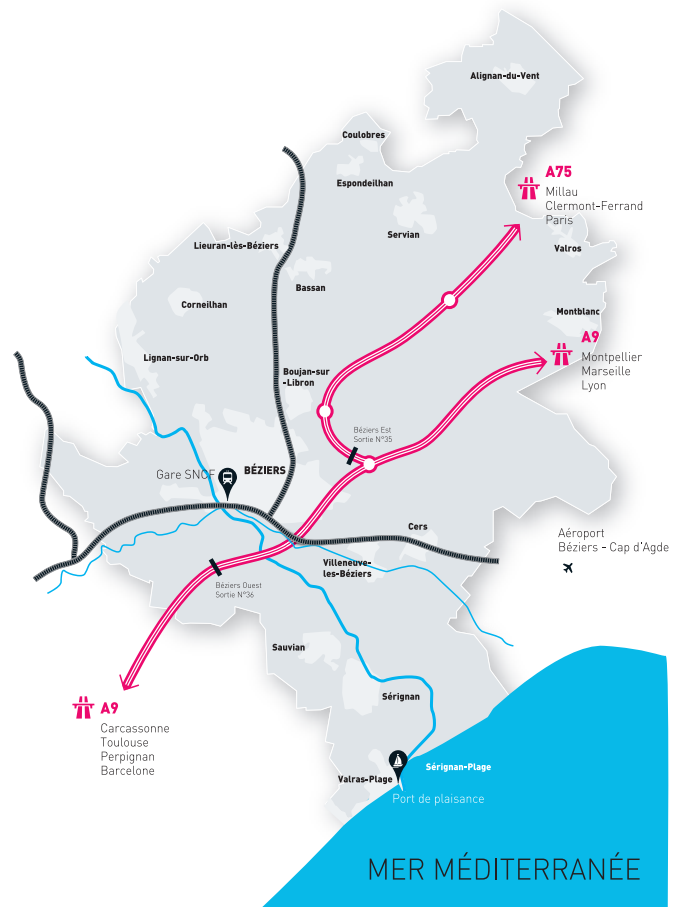 Alignan-du-Vent
Coulobres
A75
Millau
Clermont-Ferrand
Paris
Espondeilhan
Servian
Lieuran-lès-Béziers
Valros
Bassan
Corneilhan
Montblanc
A9
Montpellier
Marseille
Lyon
Lignan-sur-Orb
Boujan-sur
-Libron
Béziers Est
Sortie N°35
Gare SNCF
BÉZIERS
Cers
Aéroport
Béziers - Cap d'Agde
Villeneuve-
les-Béziers
Béziers Ouest
Sortie N°36
Sauvian
Sérignan
A9
Carcassonne
Toulouse
Perpignan
Barcelone
Sérignan-Plage
Valras-Plage
Port de plaisance
MER MÉDITERRANÉE